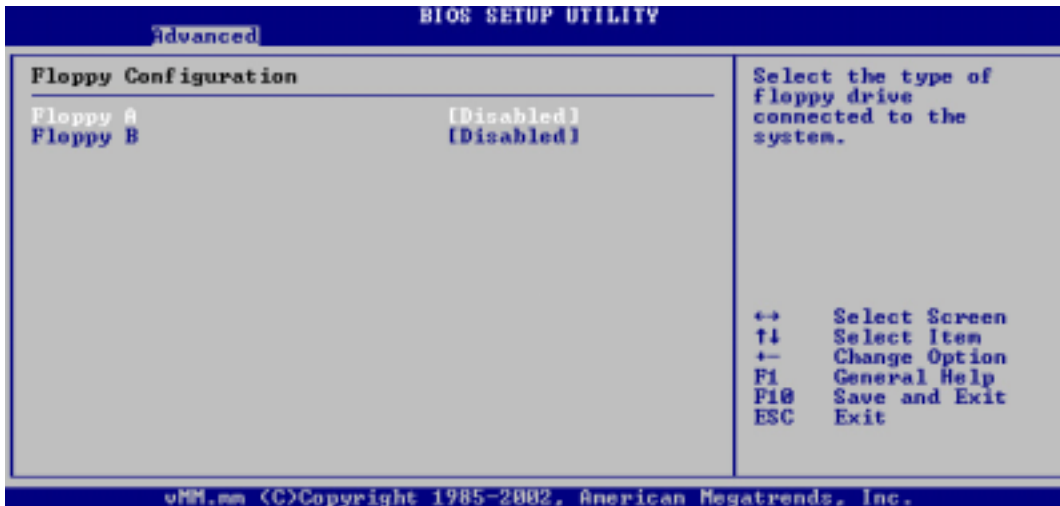 BIOS SETUP UTILITY
Advanced
Floppy Configuration
Floppy A [Disabled]
Floppy B [Disabled]
Select the type of
floppy drive
connected to the
system.
↔ Select Screen
↑↓ Select Item
+- Change Option
F1 General Help
F10 Save and Exit
ESC Exit
vMM.mm (C)Copyright 1985-2002, American Megatrends, Inc.